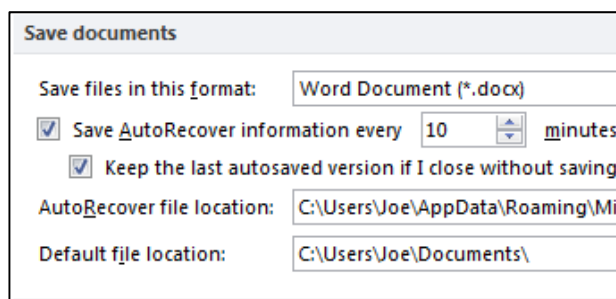 Save documents
Save files in this format: Word Document (*.docx)
Save AutoRecover information every 10 minutes
Keep the last autosaved version if I close without saving
AutoRecover file location: C:\Users\Joe\AppData\Roaming\Mi
Default file location: C:\Users\Joe\Documents\